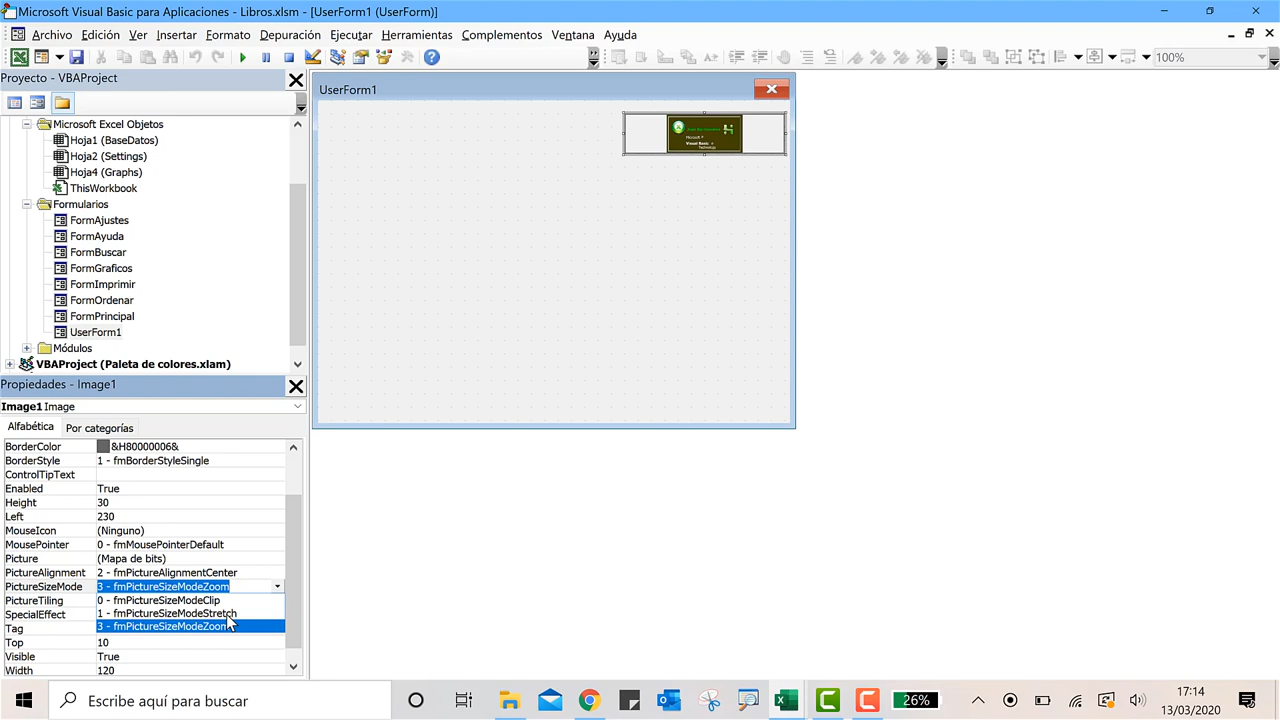 Microsoft Visual Basic para Aplicaciones - Libros.xlsm - [UserForm1 (UserForm)]
Archivo Edición Ver Insertar Formato Depuración Ejecutar Herramientas Complementos Ventana Ayuda
100%
Proyecto - VBAProject
Microsoft Excel Objetos
Hoja1 (BaseDatos)
Hoja2 (Settings)
Hoja4 (Graphs)
ThisWorkbook
Formularios
FormAjustes
FormAyuda
FormBuscar
FormGraficos
FormImprimir
FormOrdenar
FormPrincipal
UserForm1
Módulos
VBAProject (Paleta de colores.xlam)
UserForm1
Microsoft
Visual Basic
Technology
Propiedades - Image1
Image1 Image
Alfabética Por categorías
BorderColor &H80000006&
BorderStyle 1 - fmBorderStyleSingle
ControlTipText
Enabled True
Height 30
Left 230
MouseIcon (Ninguno)
MousePointer 0 - fmMousePointerDefault
Picture (Mapa de bits)
PictureAlignment 2 - fmPictureAlignmentCenter
PictureSizeMode 3 - fmPictureSizeModeZoom
PictureTiling 0 - fmPictureSizeModeClip
SpecialEffect 1 - fmPictureSizeModeStretch
Tag 3 - fmPictureSizeModeZoom
Top 10
Visible True
Width 120
Escribe aquí para buscar
26%
17:14
13/03/2020